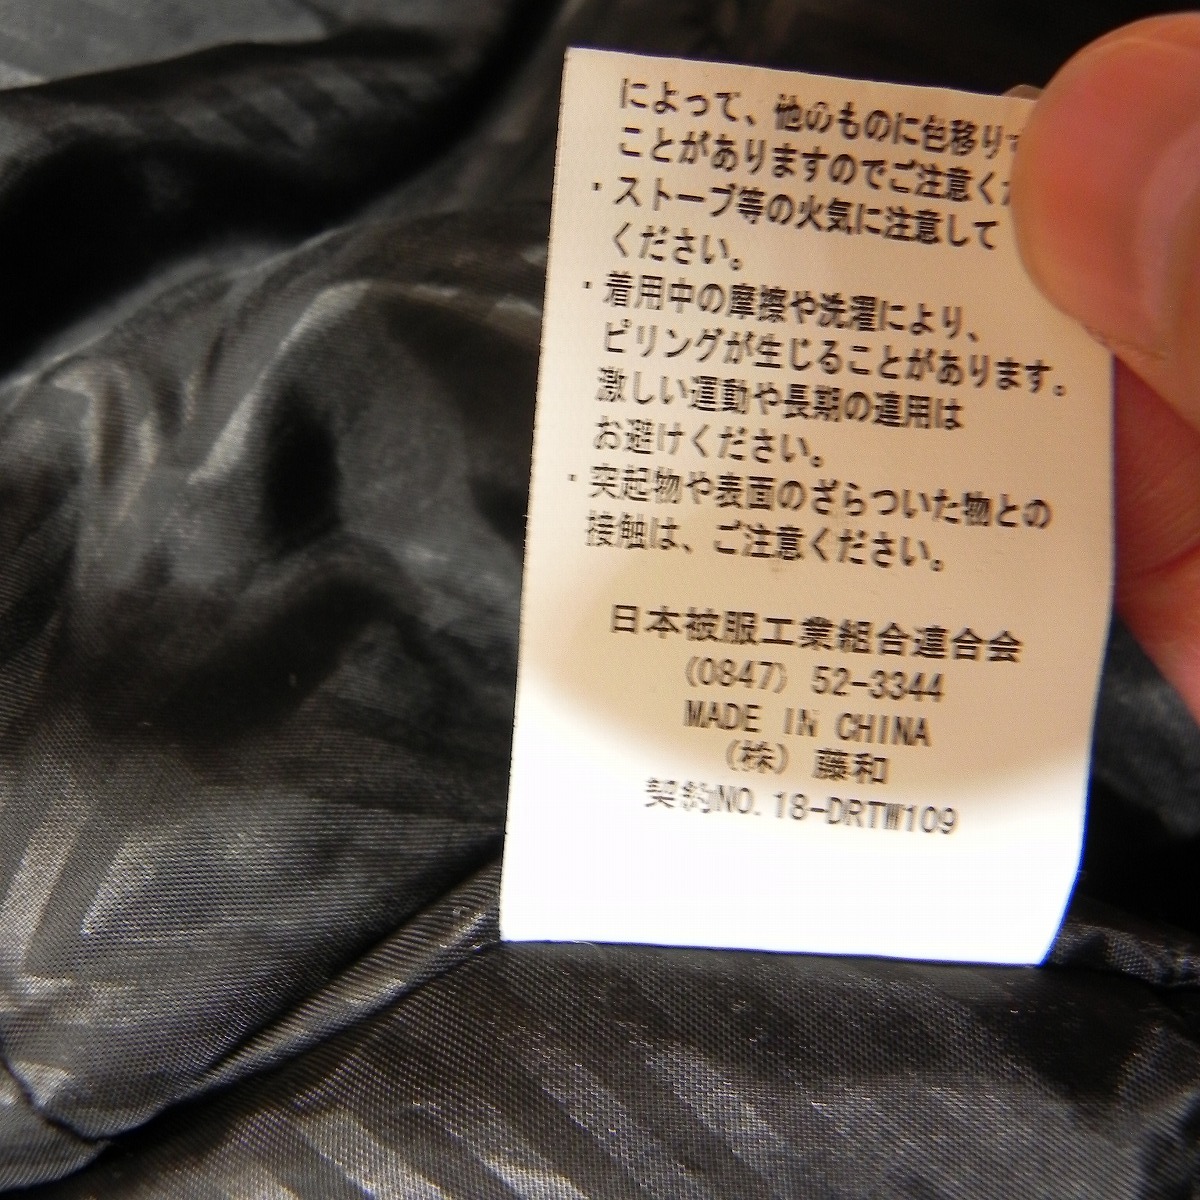 によって、他のものに色移りす
ことがありますのでご注意くだ
・ストーブ等の火気に注意して
ください。
・着用中の摩擦や洗濯により、
ピリングが生じることがあります。
激しい運動や長期の連用は
お避けください。
・突起物や表面のざらついた物との
接触は、ご注意ください。
日本被服工業組合連合会
(0847) 52-3344
MADE IN CHINA
(株) 藤和
契約NO. 18-DRTW109